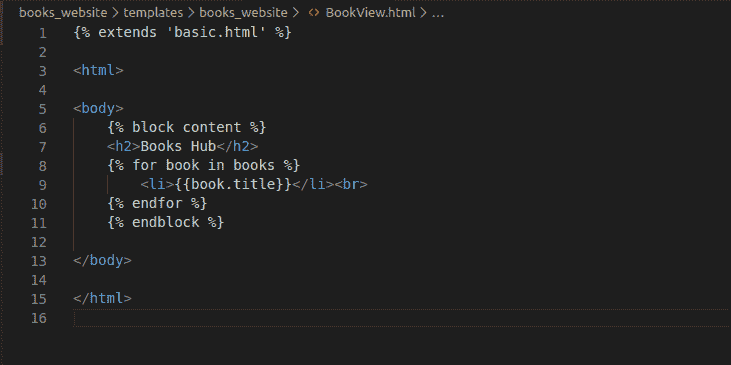 books_website > templates > books_website > <> BookView.html > ...
1 {% extends 'basic.html' %}
2
3 <html>
4
5 <body>
6 {% block content %}
7 <h2>Books Hub</h2>
8 {% for book in books %}
9 <li>{{book.title}}</li><br>
10 {% endfor %}
11 {% endblock %}
12
13 </body>
14
15 </html>
16